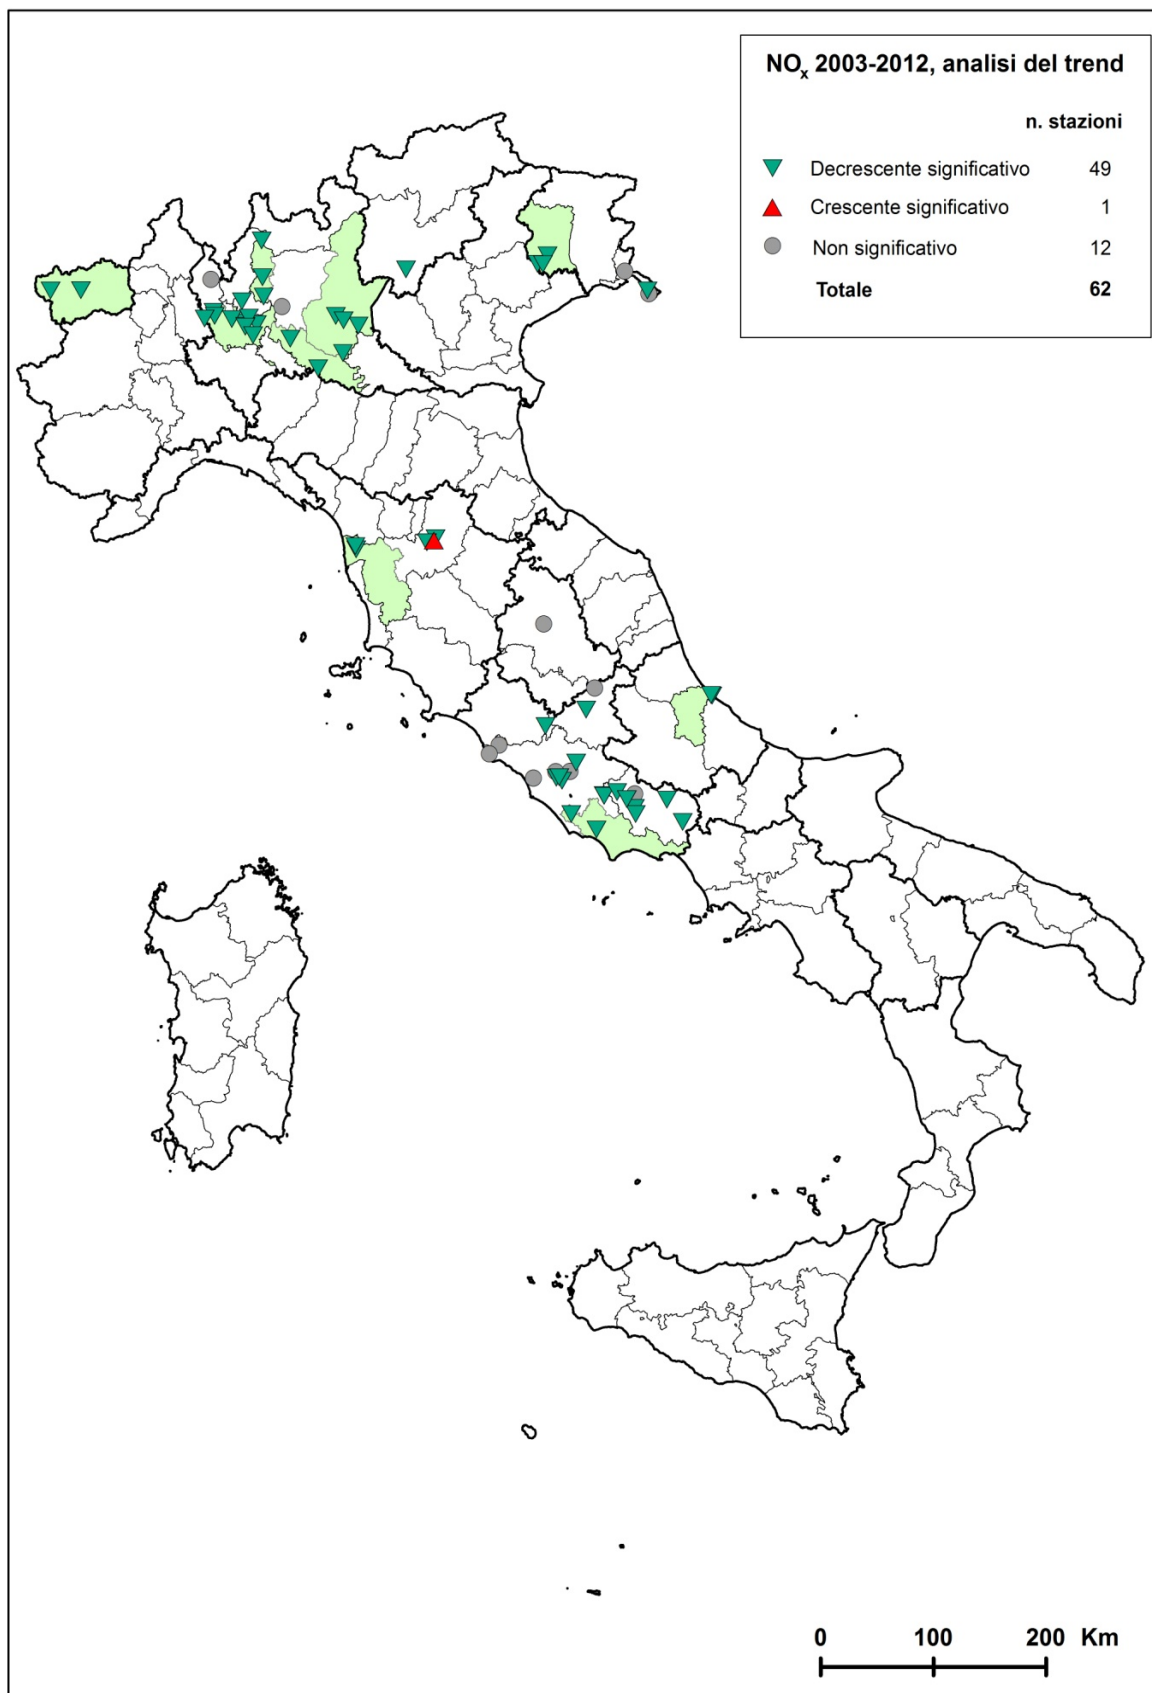 NOx 2003-2012, analisi del trend
n. stazioni
Decrescente significativo 49
Crescente significativo 1
Non significativo 12
Totale 62
0 100 200 Km